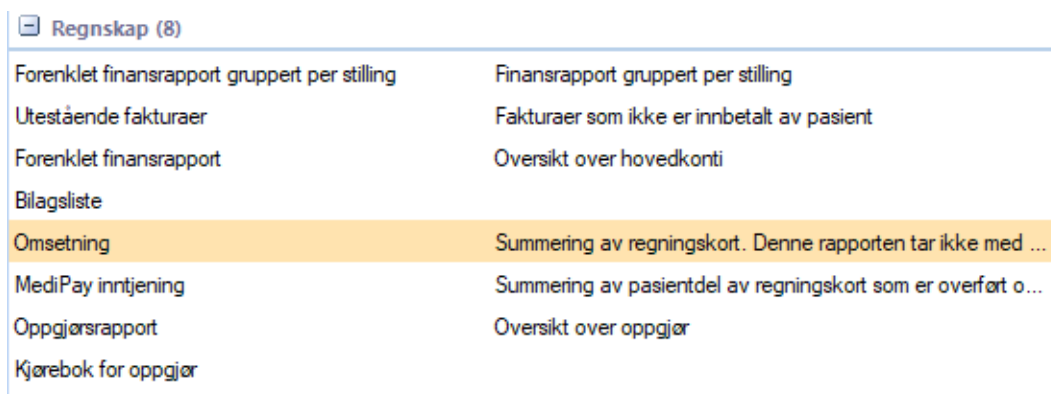 Regnskap (8)
Forenklet finansrapport gruppert per stilling Finansrapport gruppert per stilling
Utestående fakturaer Fakturaer som ikke er innbetalt av pasient
Forenklet finansrapport Oversikt over hovedkonti
Bilagsliste
Omsetning Summering av regningskort. Denne rapporten tar ikke med ...
MediPay inntjening Summering av pasientdel av regningskort som er overført o...
Oppgjørsrapport Oversikt over oppgjør
Kjørebok for oppgjør